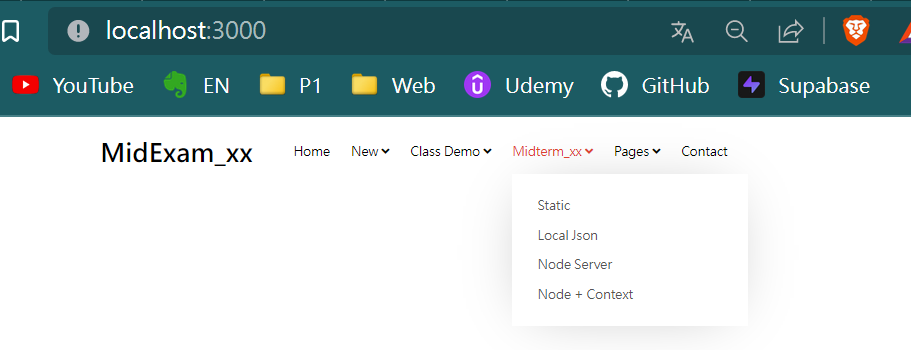 localhost:3000
YouTube EN P1 Web Udemy GitHub Supabase
MidExam_xx Home New Class Demo Midterm_xx Pages Contact
Static
Local Json
Node Server
Node + Context